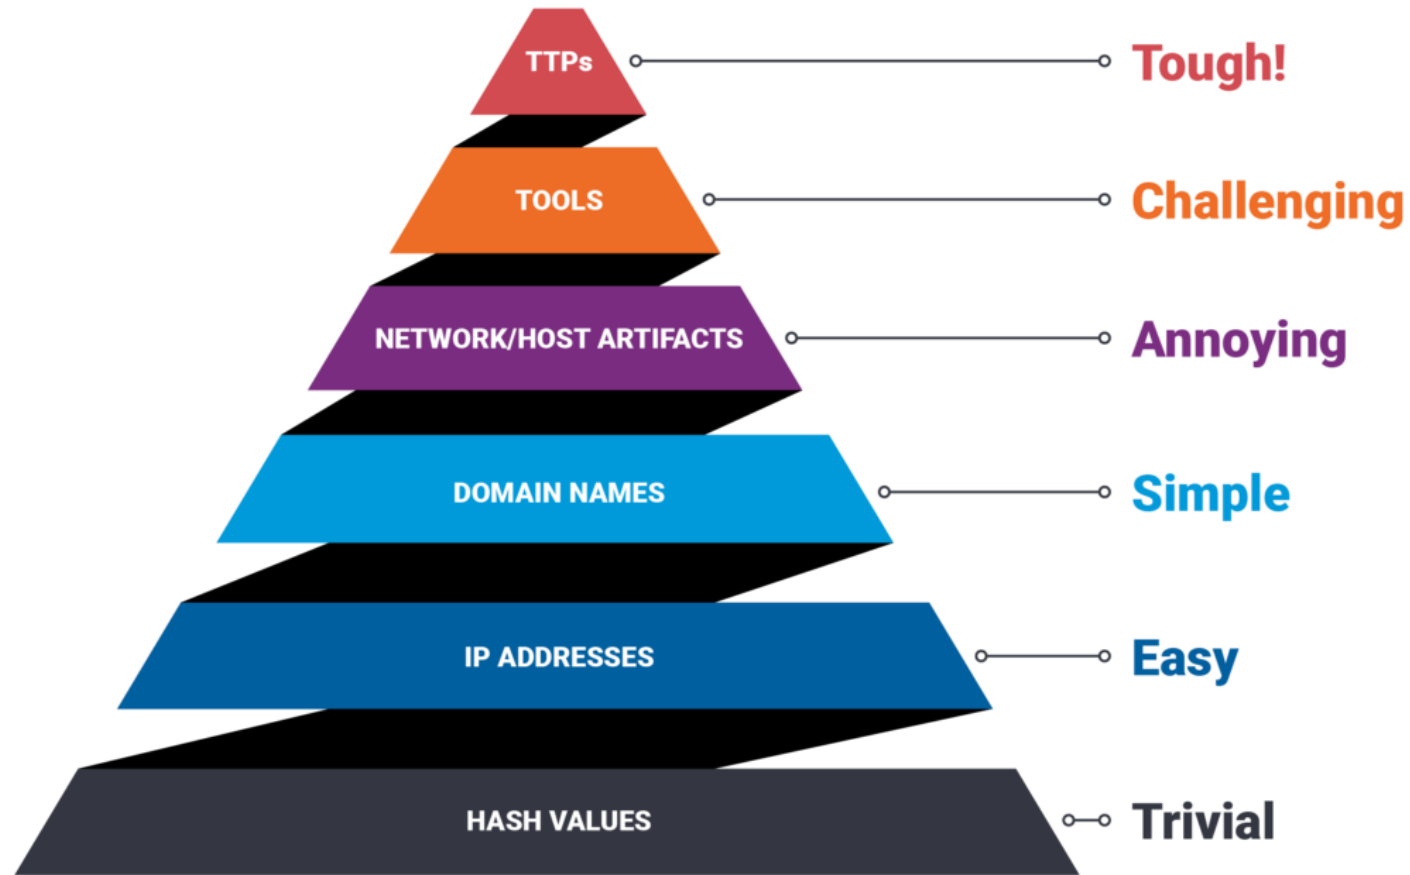 TTPs
Tough!
TOOLS
Challenging
NETWORK/HOST ARTIFACTS
Annoying
DOMAIN NAMES
Simple
IP ADDRESSES
Easy
HASH VALUES
Trivial